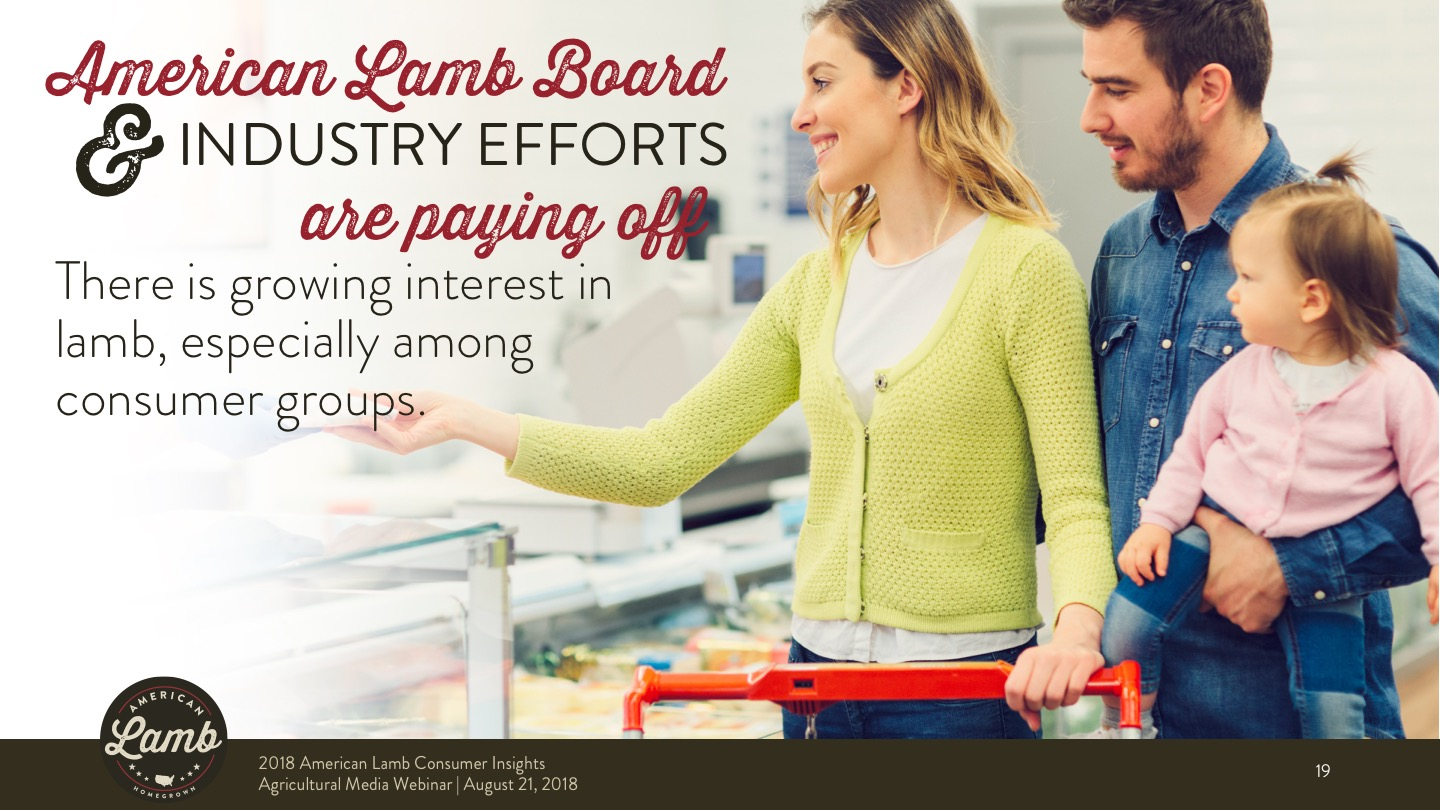 American Lamb Board
& INDUSTRY EFFORTS
are paying off
There is growing interest in
lamb, especially among
consumer groups.
AMERICAN
Lamb
HOMEGROWN
2018 American Lamb Consumer Insights
Agricultural Media Webinar | August 21, 2018
19